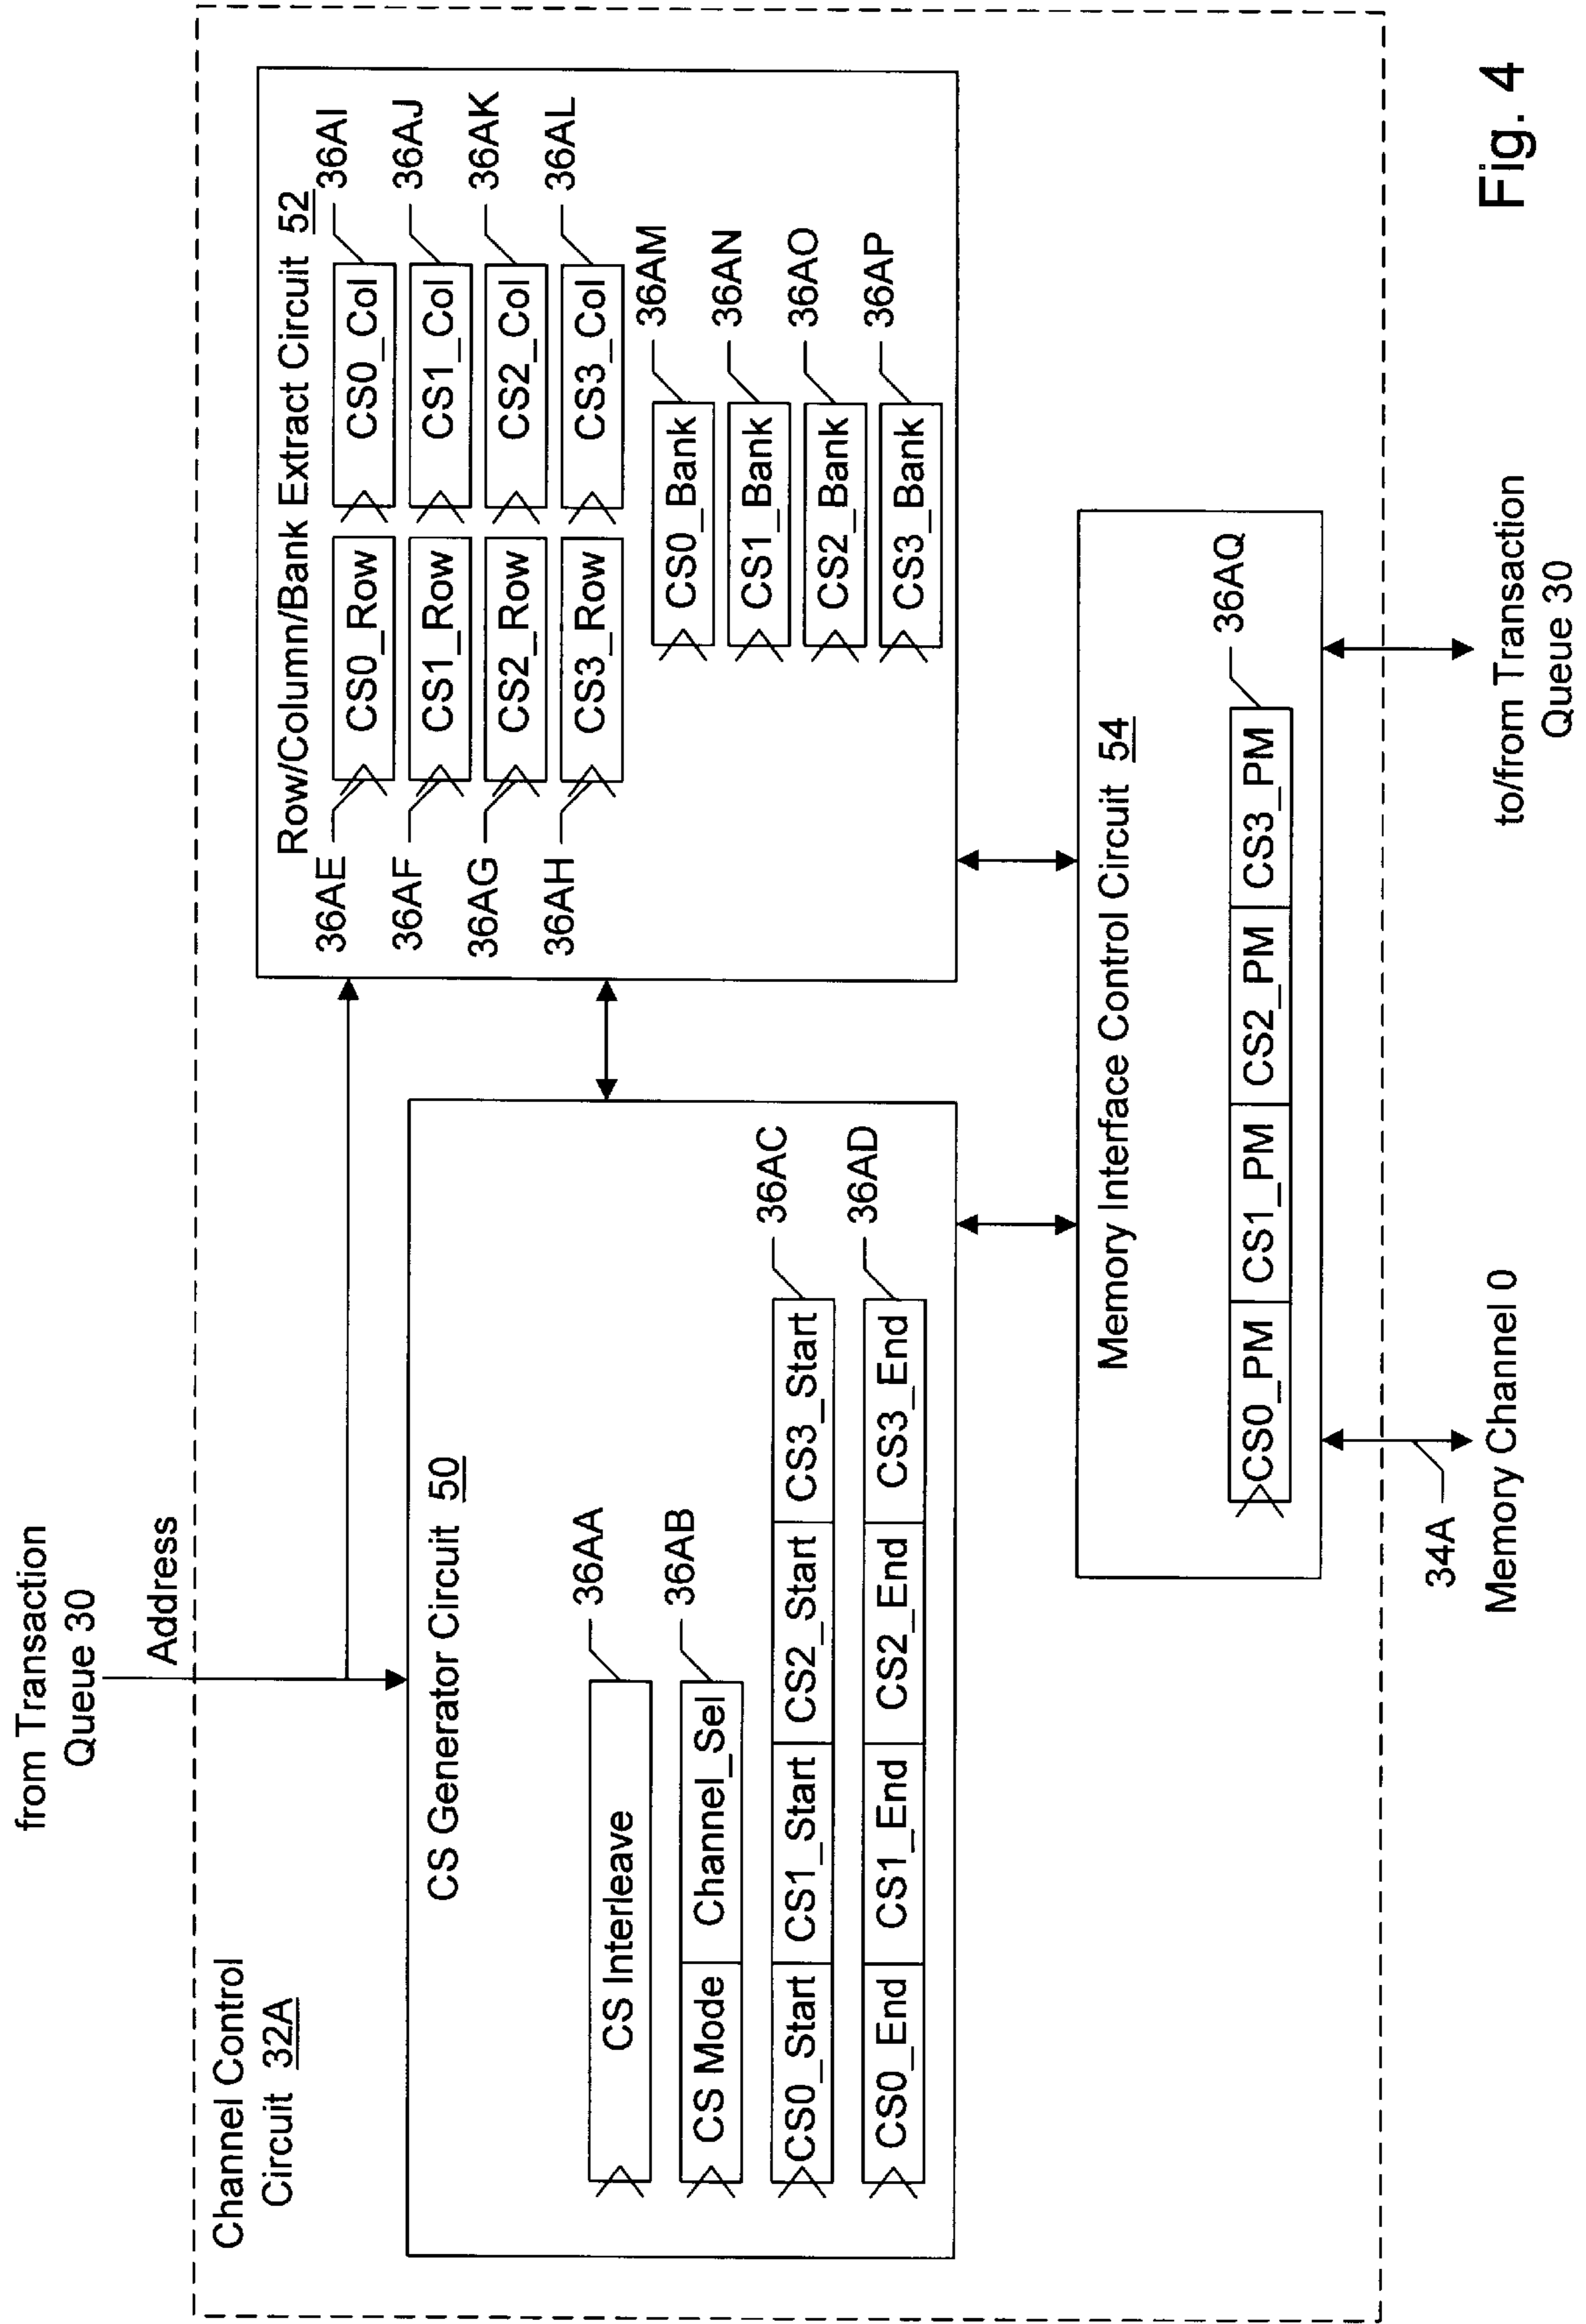 from Transaction
Queue 30
Address
Channel Control
Circuit 32A
CS Generator Circuit 50
CS Interleave
36AA
CS Mode
Channel_Sel
36AB
CS0_Start
CS1_Start
CS2_Start
CS3_Start
36AC
CS0_End
CS1_End
CS2_End
CS3_End
36AD
Row/Column/Bank Extract Circuit 52
36AE
CS0_Row
CS0_Col
36AI
36AF
CS1_Row
CS1_Col
36AJ
36AG
CS2_Row
CS2_Col
36AK
36AH
CS3_Row
CS3_Col
36AL
CS0_Bank
36AM
CS1_Bank
36AN
CS2_Bank
36AO
CS3_Bank
36AP
Memory Interface Control Circuit 54
CS0_PM
CS1_PM
CS2_PM
CS3_PM
36AQ
34A
Memory Channel 0
to/from Transaction
Queue 30
Fig. 4